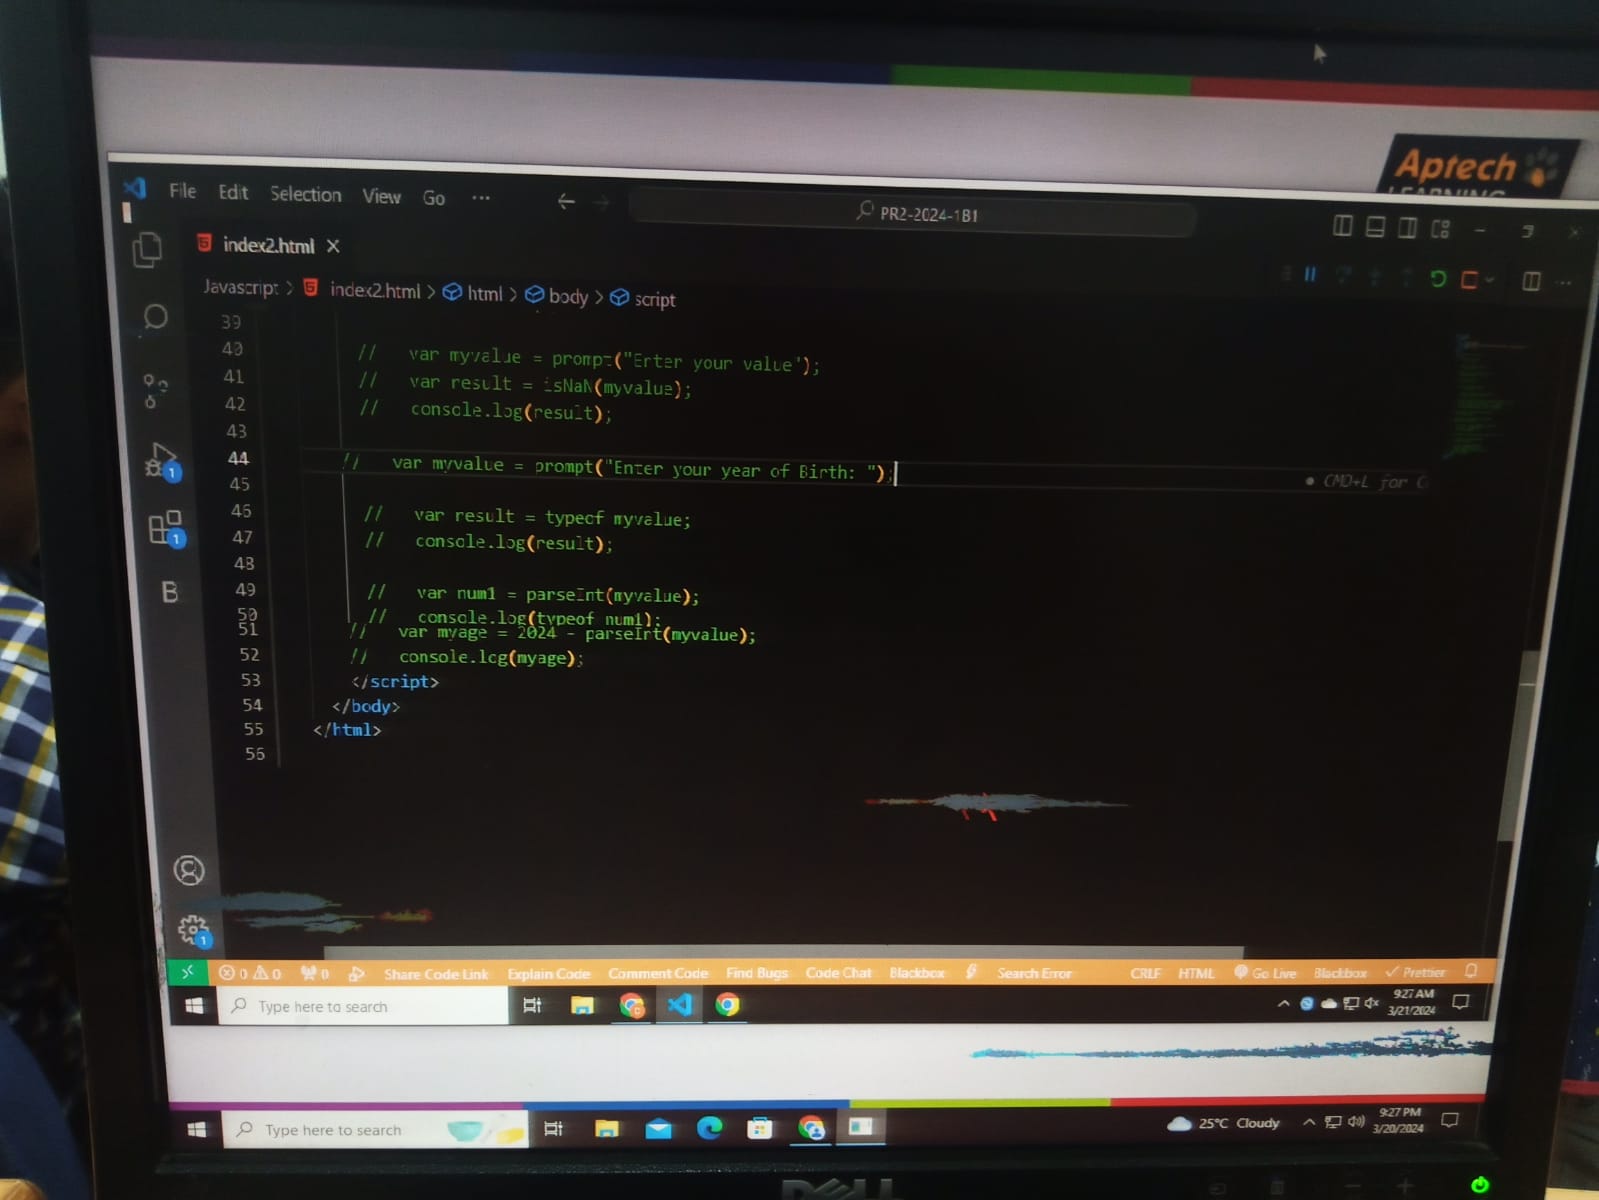 Aptech
LEARNING
File Edit Selection View Go ...
PR2-2024-1B1
index2.html
Javascript > index2.html > html > body > script
39
40 // var myvalue = prompt("Enter your value");
41 // var result = isNaN(myvalue);
42 // console.log(result);
43
44 // var myvalue = prompt("Enter your year of Birth: ");
CMD+L for
45
46 // var result = typeof myvalue;
47 // console.log(result);
48
49 // var num1 = parseInt(myvalue);
50 // console.log(typeof num1);
51 // var myage = 2024 - parseInt(myvalue);
52 // console.log(myage);
53 </script>
54 </body>
55 </html>
56
1
1
B
1
0 0 0 Share Code Link Explain Code Comment Code Find Bugs Code Chat Blackbox Search Error CRLF HTML Go Live Blackbox Prettier
Type here to search
9:27 AM
3/21/2024
Type here to search
25°C Cloudy
9:27 PM
3/20/2024
DELL